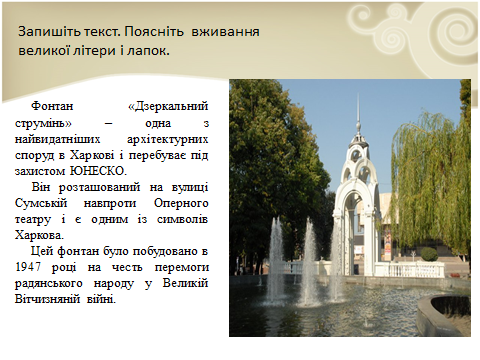 Запишіть текст. Поясніть вживання
великої літери і лапок.
Фонтан «Дзеркальний
струмінь» – одна з
найвидатніших архітектурних
споруд в Харкові і перебуває під
захистом ЮНЕСКО.
Він розташований на вулиці
Сумській навпроти Оперного
театру і є одним із символів
Харкова.
Цей фонтан було побудовано в
1947 році на честь перемоги
радянського народу у Великій
Вітчизняній війні.